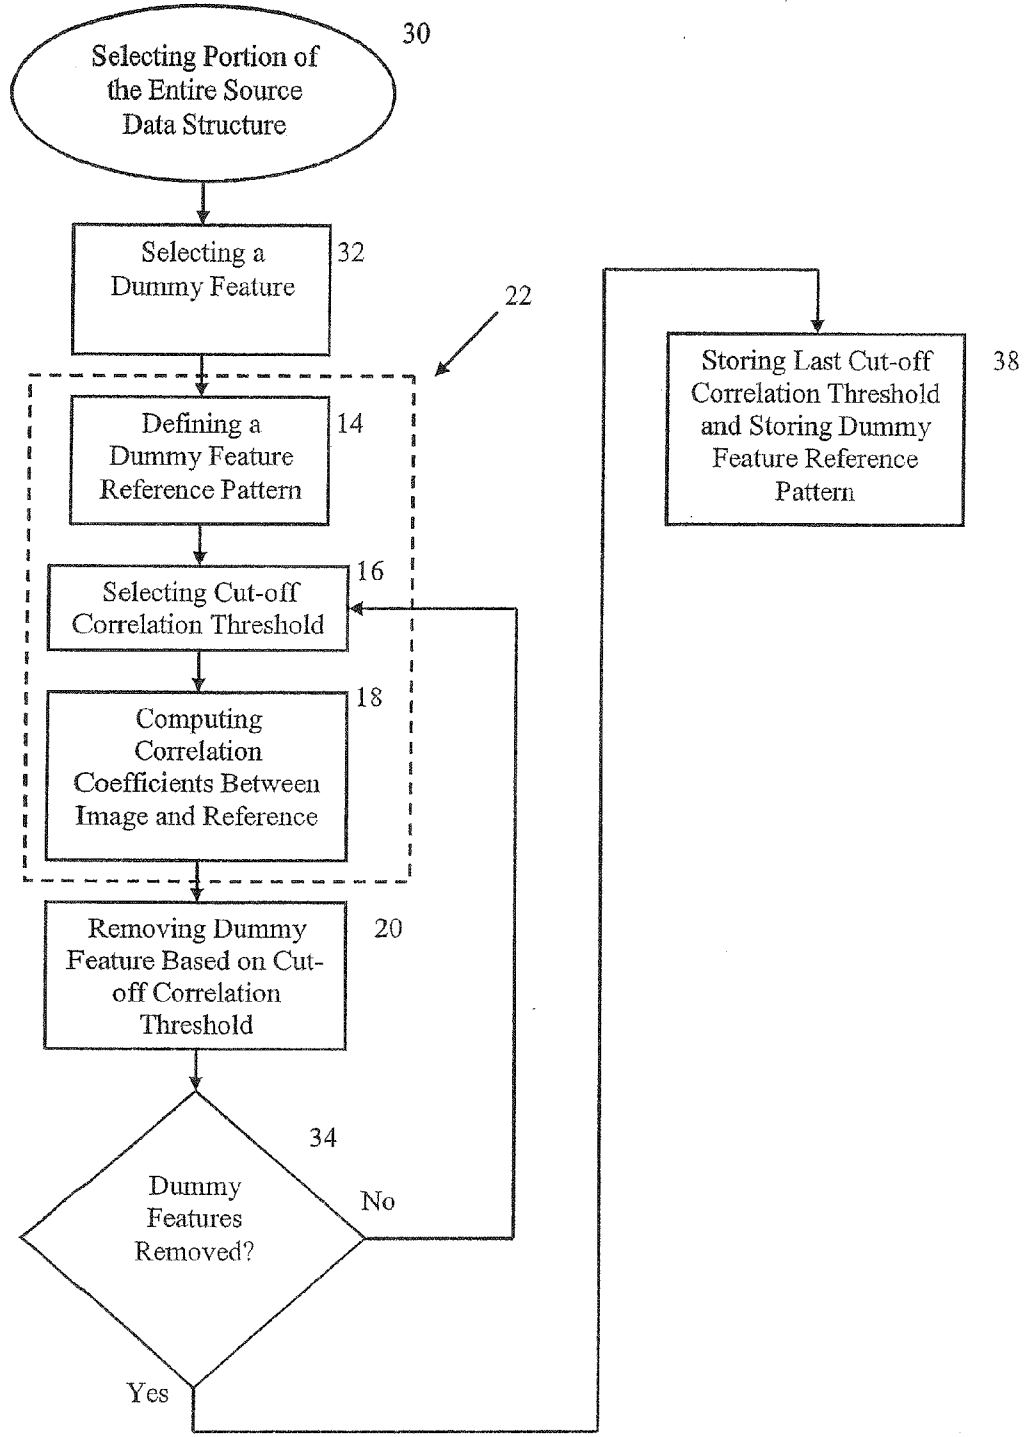 30
Selecting Portion of
the Entire Source
Data Structure
Selecting a
Dummy Feature
32
22
Defining a
Dummy Feature
Reference Pattern
14
16
Selecting Cut-off
Correlation Threshold
18
Computing
Correlation
Coefficients Between
Image and Reference
Removing Dummy
Feature Based on Cut-
off Correlation
Threshold
20
34
Dummy
Features
Removed?
No
Yes
Storing Last Cut-off
Correlation Threshold
and Storing Dummy
Feature Reference
Pattern
38